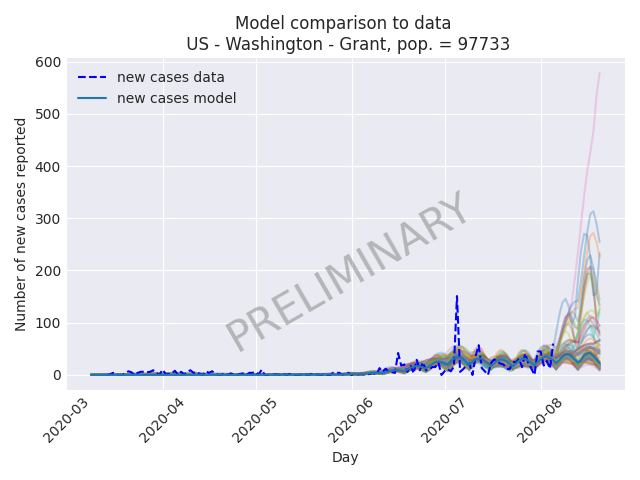 Model comparison to data
US - Washington - Grant, pop. = 97733
new cases data
new cases model
PRELIMINARY
Number of new cases reported
600
500
400
300
200
100
0
2020-03
2020-04
2020-05
2020-06
2020-07
2020-08
Day